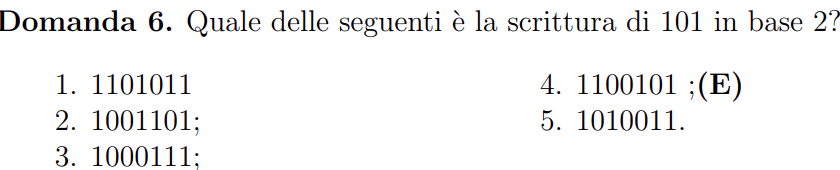 Domanda 6. Quale delle seguenti è la scrittura di 101 in base 2?
1. 1101011
2. 1001101;
3. 1000111;
4. 1100101 ;(E)
5. 1010011.